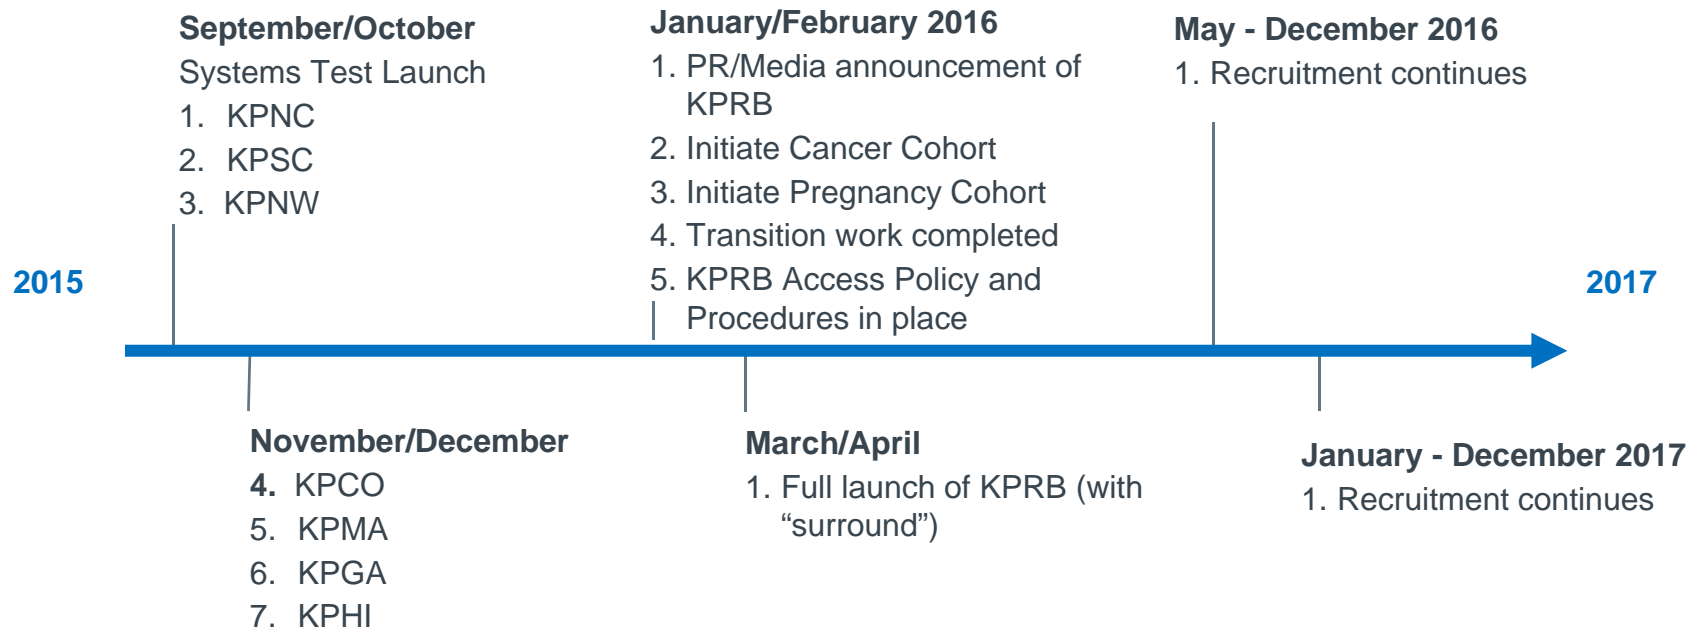 September/October
Systems Test Launch
1. KPNC
2. KPSC
3. KPNW
January/February 2016
1. PR/Media announcement of
KPRB
2. Initiate Cancer Cohort
3. Initiate Pregnancy Cohort
4. Transition work completed
5. KPRB Access Policy and
Procedures in place
May - December 2016
1. Recruitment continues
2015
2017
November/December
4. KPCO
5. KPMA
6. KPGA
7. KPHI
March/April
1. Full launch of KPRB (with
“surround”)
January - December 2017
1. Recruitment continues